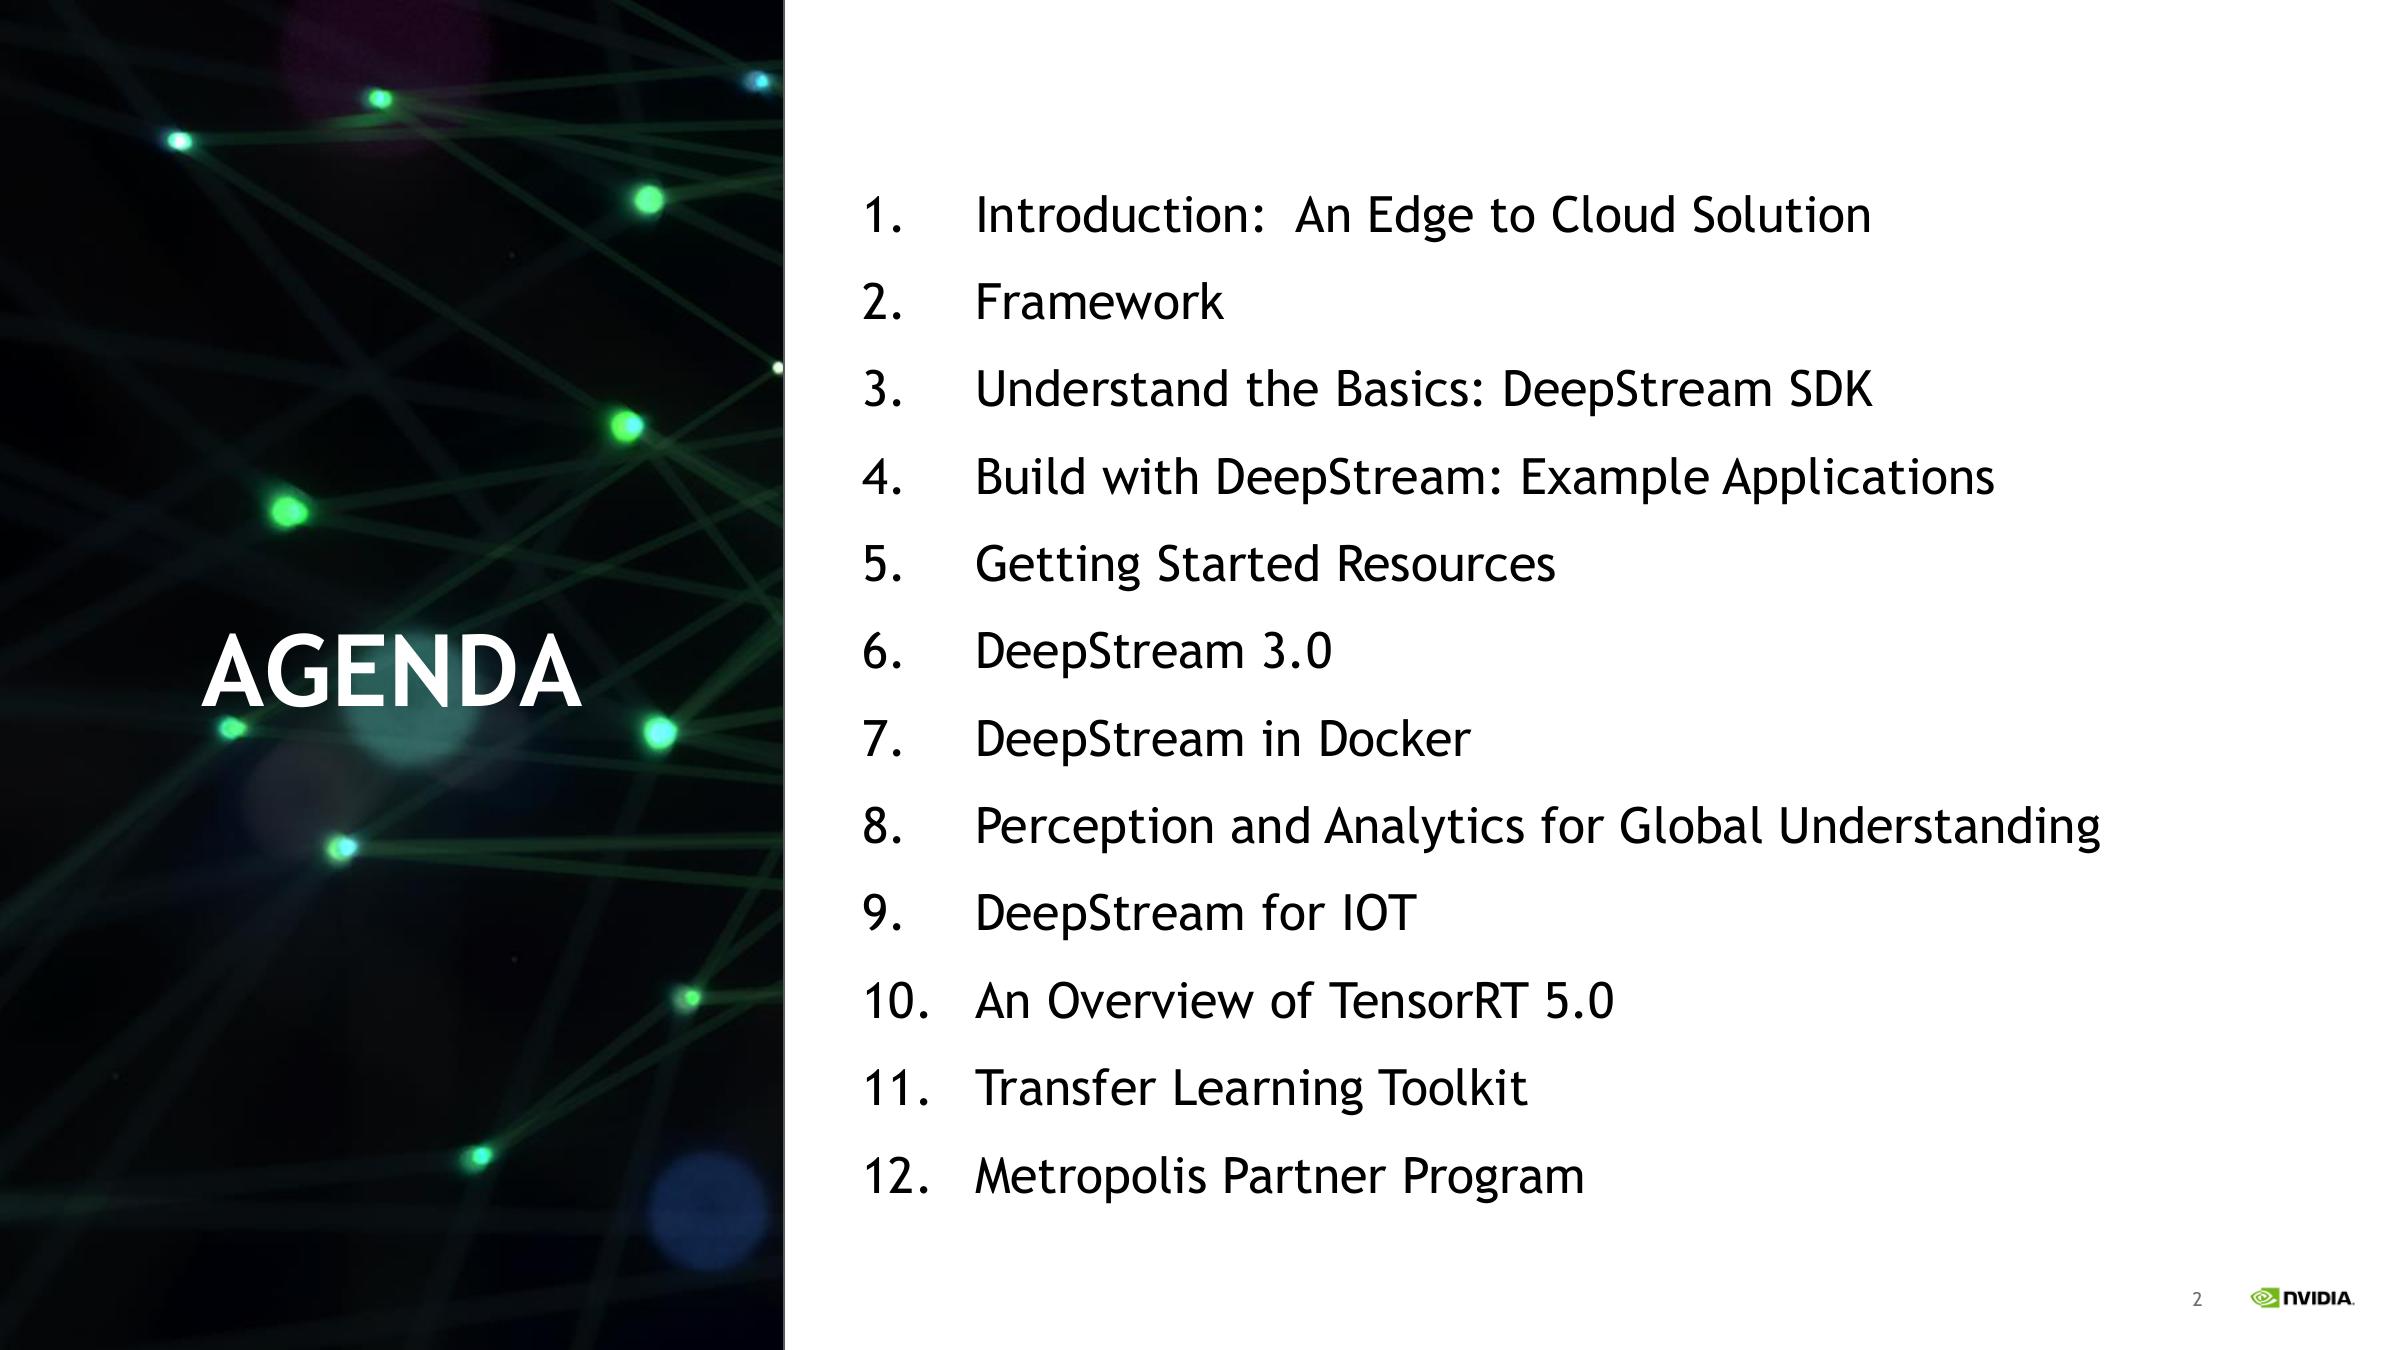 AGENDA
1. Introduction:  An Edge to Cloud Solution
2. Framework
3. Understand the Basics: DeepStream SDK
4. Build with DeepStream: Example Applications
5. Getting Started Resources
6. DeepStream 3.0
7. DeepStream in Docker
8. Perception and Analytics for Global Understanding
9. DeepStream for IOT
10. An Overview of TensorRT 5.0
11. Transfer Learning Toolkit
12. Metropolis Partner Program
2 NVIDIA.